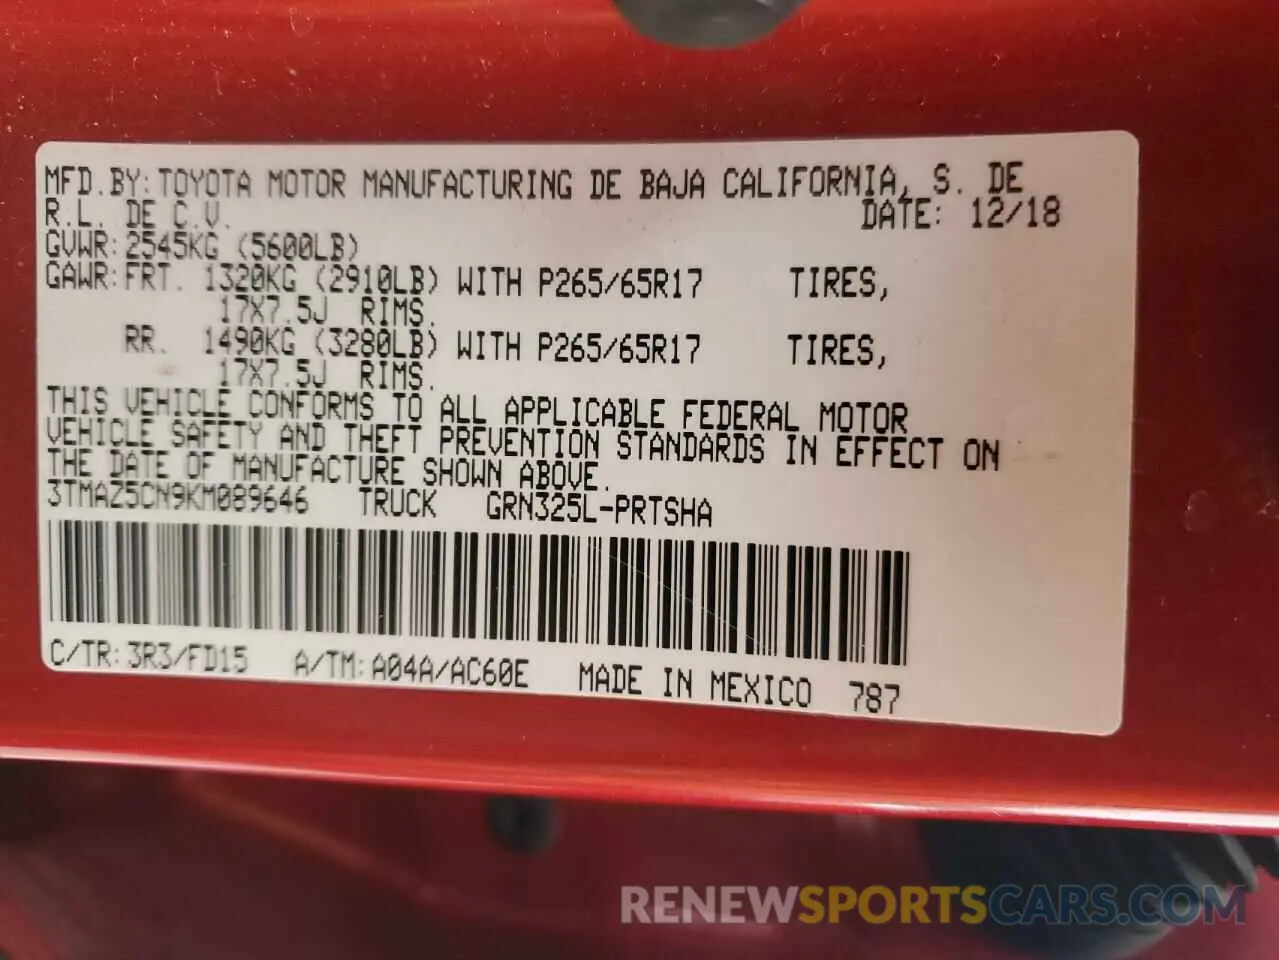 MFD.BY:TOYOTA MOTOR MANUFACTURING DE BAJA CALIFORNIA, S. DE
R.L. DE C.V. DATE: 12/18
GVWR:2545KG (5600LB)
GAWR:FRT. 1320KG (2910LB) WITH P265/65R17 TIRES,
17X7.5J RIMS.
RR. 1490KG (3280LB) WITH P265/65R17 TIRES,
17X7.5J RIMS.
THIS VEHICLE CONFORMS TO ALL APPLICABLE FEDERAL MOTOR
VEHICLE SAFETY AND THEFT PREVENTION STANDARDS IN EFFECT ON
THE DATE OF MANUFACTURE SHOWN ABOVE.
3TMAZ5CN9KM089646 TRUCK GRN325L-PRTSHA
C/TR:3R3/FD15 A/TM:A04A/AC60E MADE IN MEXICO 787
RENEWSPORTSCARS.COM